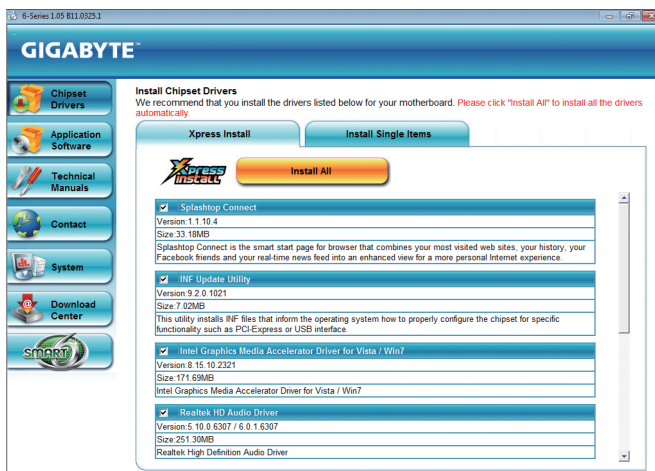 6-Series 1.05 B11.0325.1
GIGABYTE™
Chipset
Drivers
Application
Software
Technical
Manuals
Contact
System
Download
Center
SMART6
Install Chipset Drivers
We recommend that you install the drivers listed below for your motherboard. Please click "Install All" to install all the drivers
automatically.
Xpress Install
Install Single Items
Xpress
Install
Install All
Splashtop Connect
Version:1.1.10.4
Size:33.18MB
Splashtop Connect is the smart start page for browser that combines your most visited web sites, your history, your
Facebook friends and your real-time news feed into an enhanced view for a more personal Internet experience.
INF Update Utility
Version:9.2.0.1021
Size:7.02MB
This utility installs INF files that inform the operating system how to properly configure the chipset for specific
functionality such as PCI-Express or USB interface.
Intel Graphics Media Accelerator Driver for Vista / Win7
Version:8.15.10.2321
Size:171.69MB
Intel Graphics Media Accelerator Driver for Vista / Win7
Realtek HD Audio Driver
Version:5.10.0.6307 / 6.0.1.6307
Size:251.30MB
Realtek High Definition Audio Driver